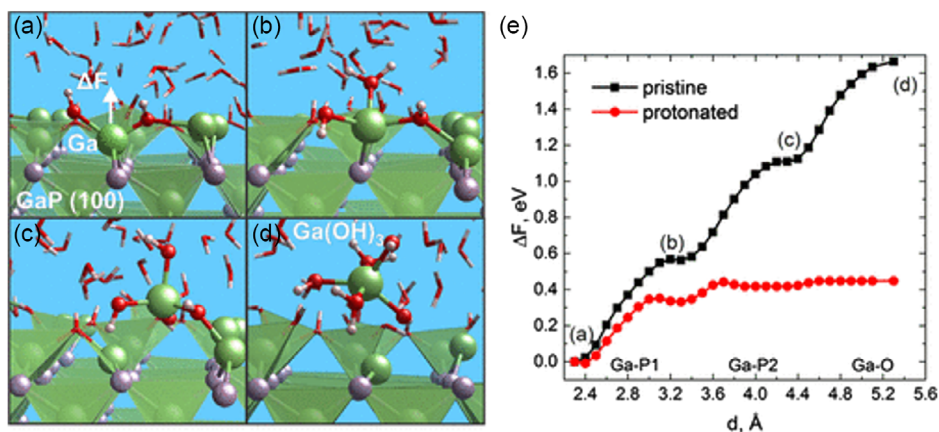 (a)
ΔF
Ga
GaP (100)
(b)
(c)
(d)
Ga(OH)3
(e)
pristine
protonated
(a)
(b)
(c)
(d)
Ga-P1
Ga-P2
Ga-O
1.6
1.4
1.2
1.0
0.8
0.6
0.4
0.2
0.0
ΔF, eV
2.4 2.8 3.2 3.6 4.0 4.4 4.8 5.2 5.6
d, Å